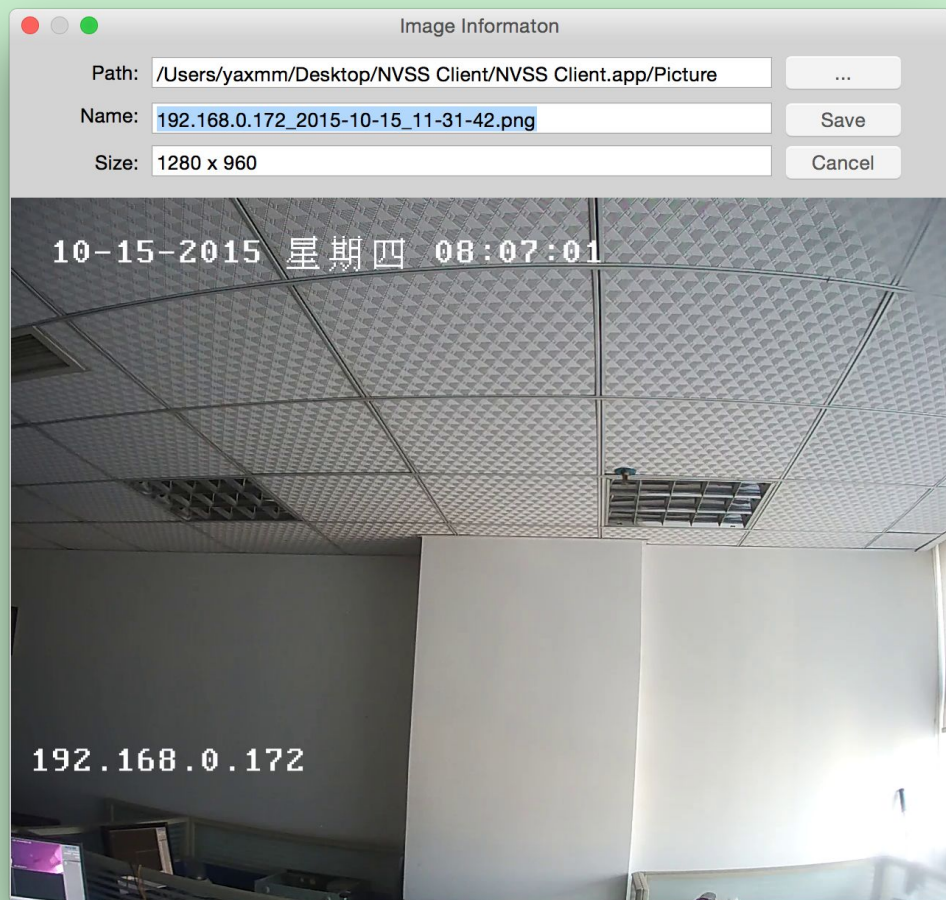 Image Informaton
Path: /Users/yaxmm/Desktop/NVSS Client/NVSS Client.app/Picture ...
Name: 192.168.0.172_2015-10-15_11-31-42.png Save
Size: 1280 x 960 Cancel
10-15-2015 星期四 08:07:01
192.168.0.172